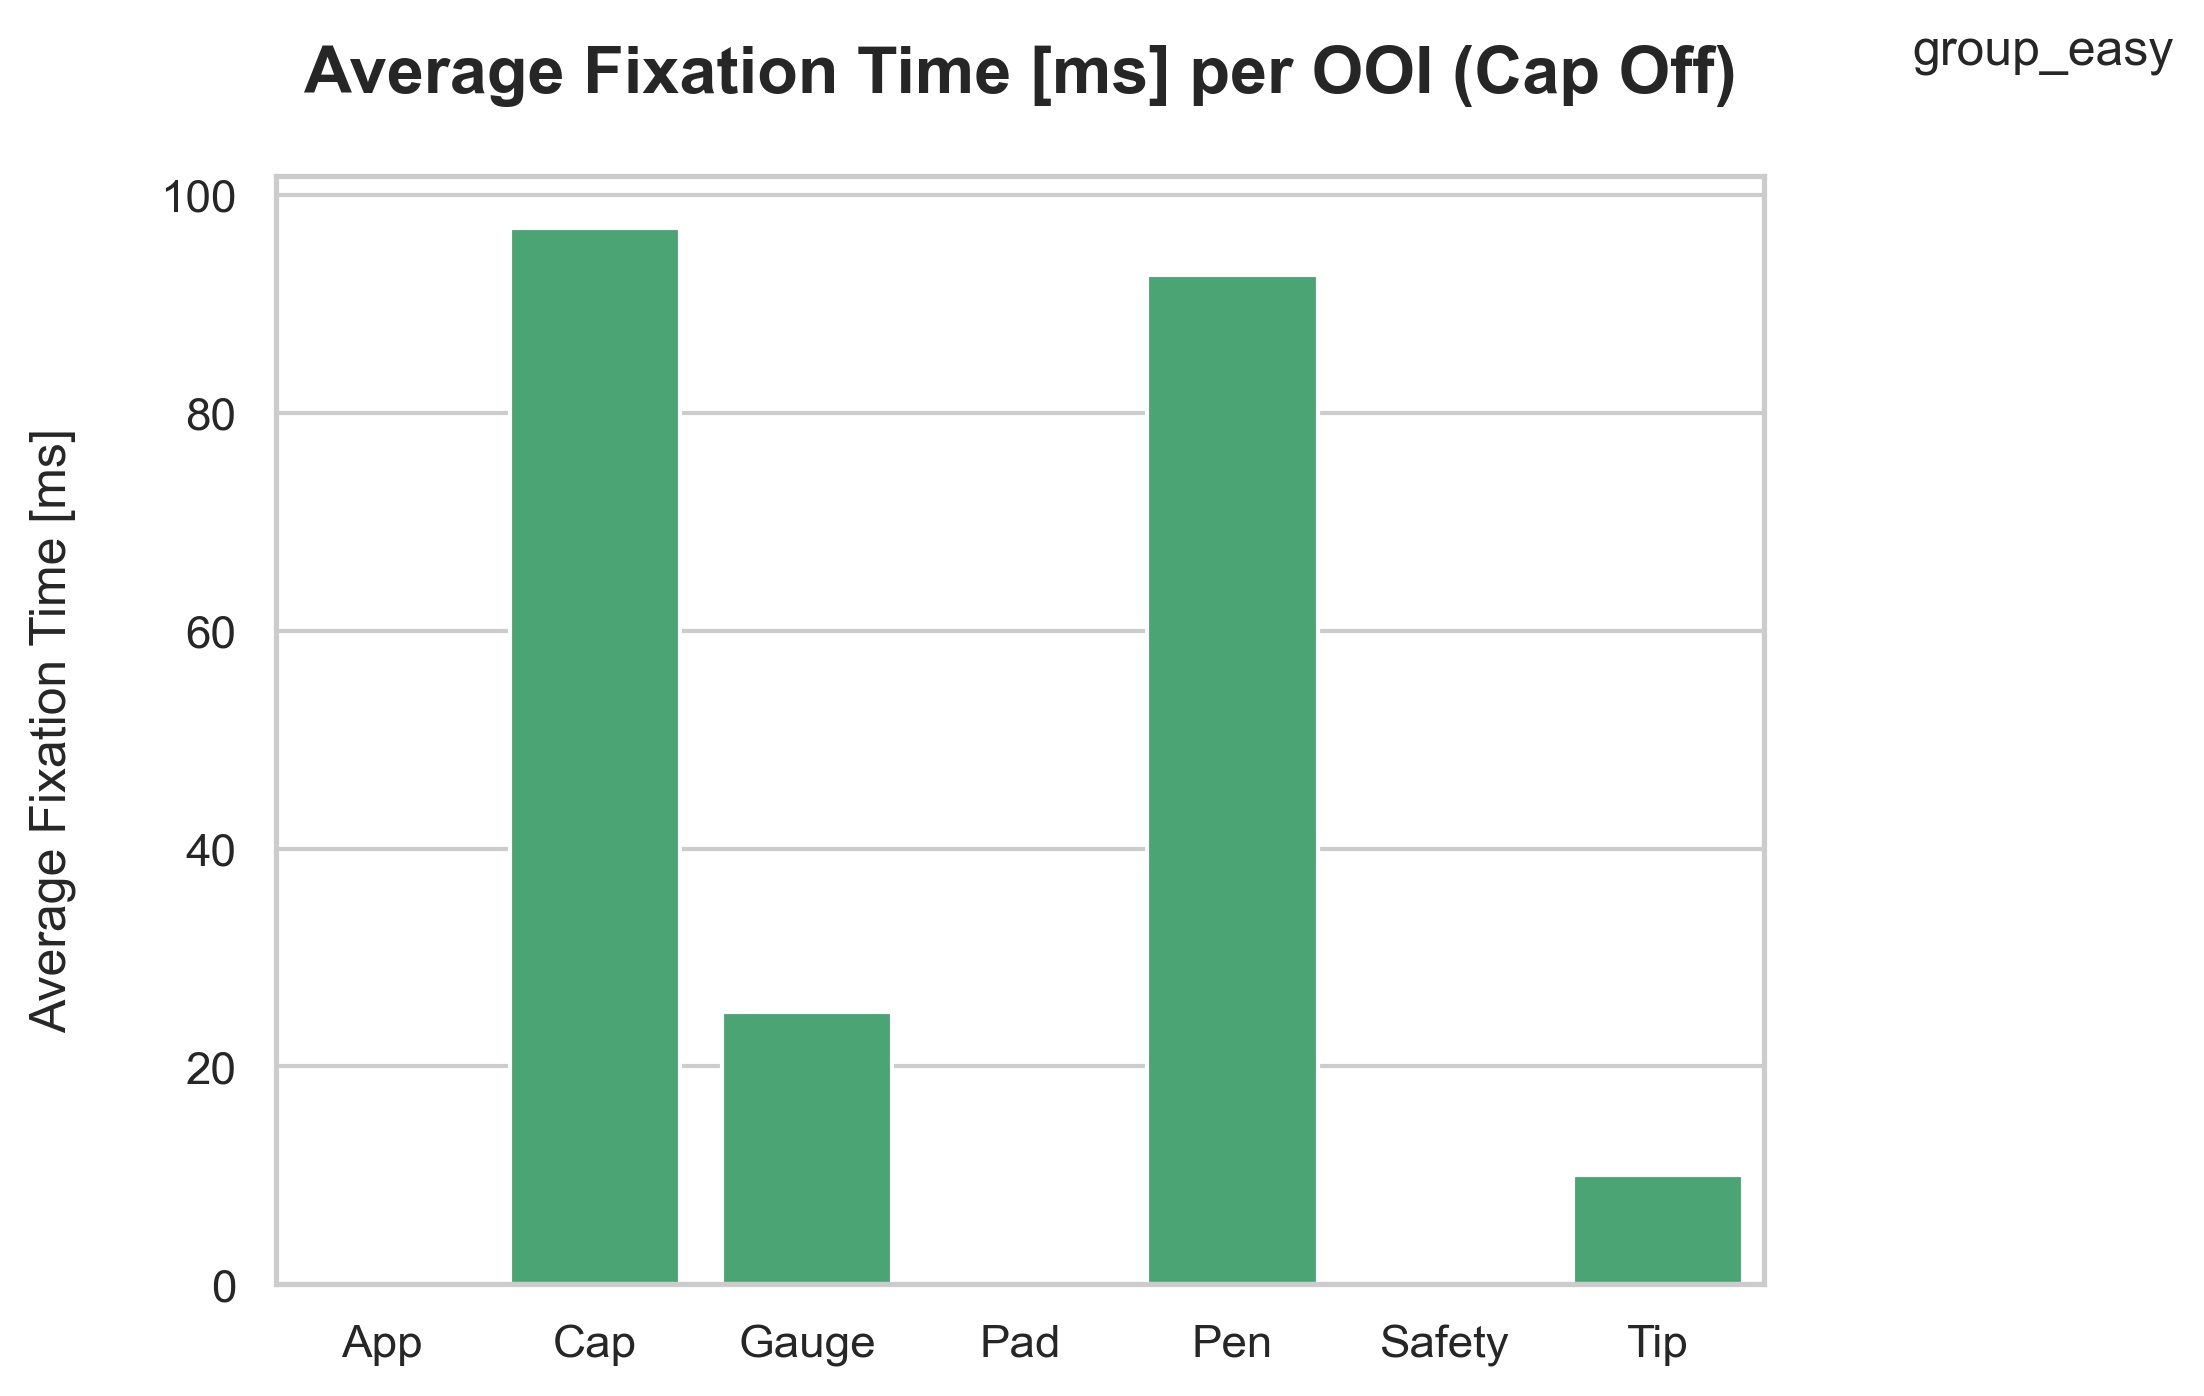 group_easy
Average Fixation Time [ms] per OOI (Cap Off)
Average Fixation Time [ms]
100
80
60
40
20
0
App Cap Gauge Pad Pen Safety Tip